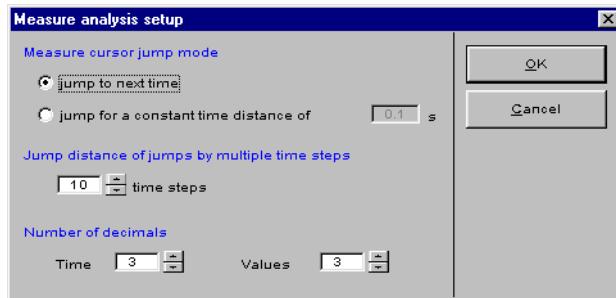 Measure analysis setup
Measure cursor jump mode
jump to next time
jump for a constant time distance of 0.1 s
Jump distance of jumps by multiple time steps
10 time steps
Number of decimals
Time 3 Values 3
OK
Cancel